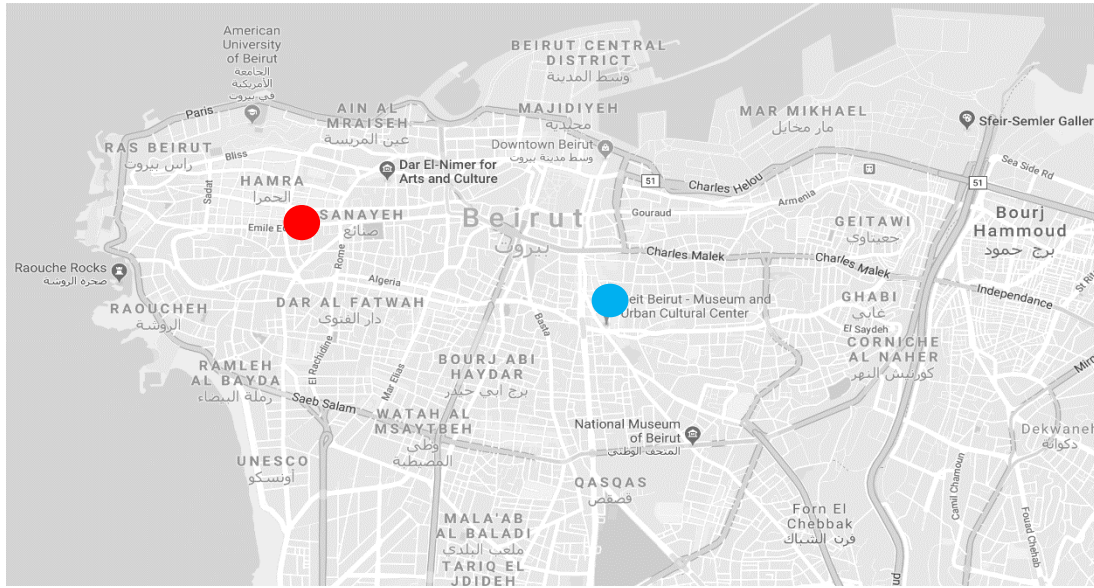 American
University
of Beirut
الجامعة
الأمريكية
في بيروت
BEIRUT CENTRAL
DISTRICT
وسط المدينة
Paris
AIN AL
MRAISEH
عين المريسة
MAJIDIYEH
مجيدية
MAR MIKHAEL
مار مخايل
Sfeir-Semler Galler
RAS BEIRUT
راس بيروت
Bliss
Downtown Beirut
وسط مدينة بيروت
Sea Side Rd
Dar El-Nimer for
Arts and Culture
HAMRA
الحمرا
Sadat
51
Charles Helou
51
Armenia
SANAYEH
صنائع
Emile E
Beirut
بيروت
Gouraud
GEITAWI
جعيتاوي
Bourj
Hammoud
برج حمود
Rome
Charles Malek
Charles Malek
Raouche Rocks
صخرة الروشة
Algeria
Independance
RAOUCHEH
الروشة
DAR AL FATWAH
دار الفتوى
eit Beirut - Museum and
Urban Cultural Center
GHABI
غابي
Basta
El Saydeh
CORNICHE
AL NAHER
كورنيش النهر
RAMLEH
AL BAYDA
رملة البيضاء
El Rachidine
Mar Elias
BOURJ ABI
HAYDAR
برج ابي حيدر
Saeb Salam
WATAH AL
MSAYTBEH
وطى
المصيطبة
National Museum
of Beirut
المتحف الوطني
Dekwaneh
دكوانة
UNESCO
أونيسكو
QASQAS
قصقص
Camil Chamoun
Fouad Chehab
Forn El
Chebbak
فرن الشباك
MALA'AB
AL BALADI
ملعب البلدي
TARIQ EL
JDIDEH